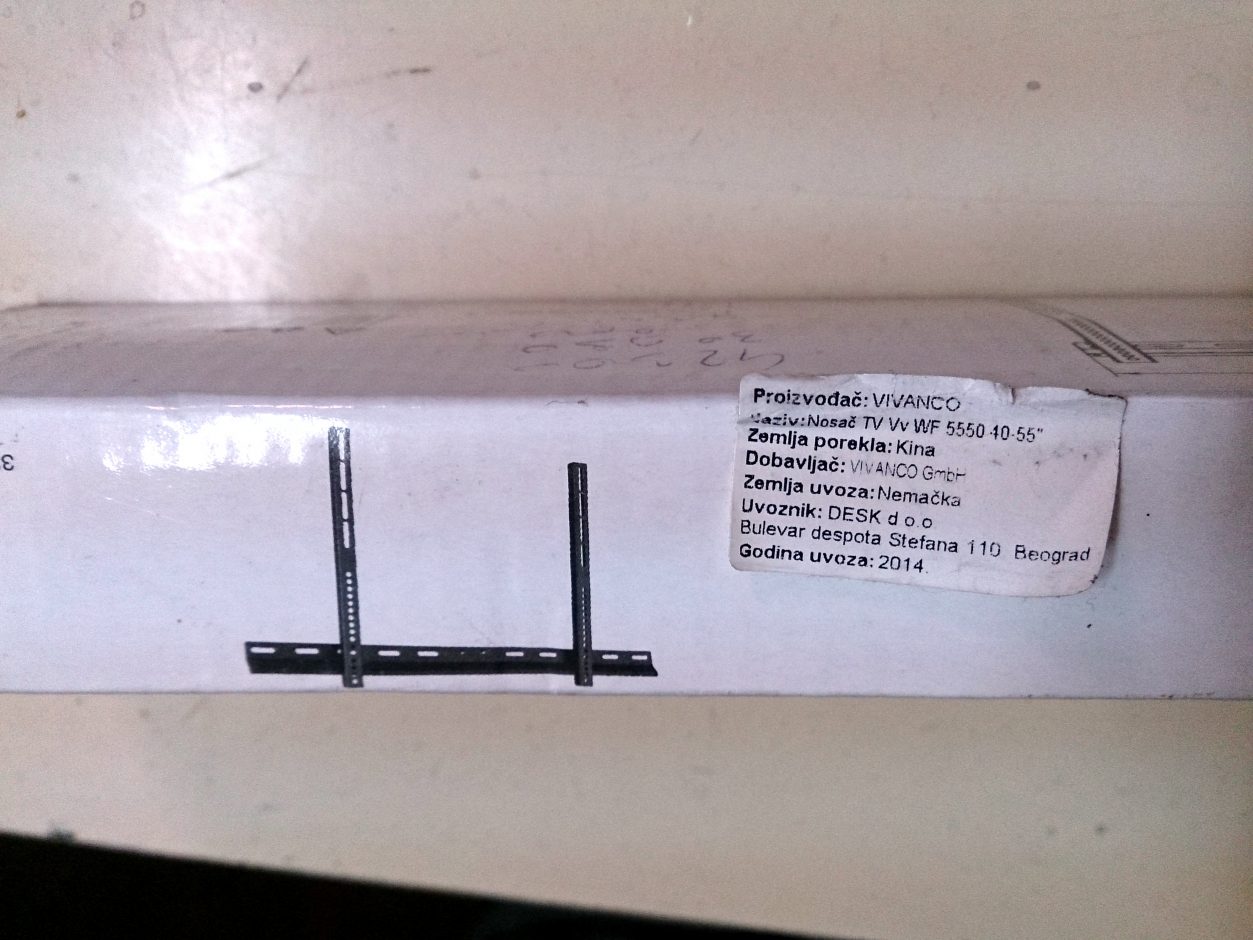 Proizvođač: VIVANCO
Naziv: Nosač TV Vv WF 5550 40-55"
Zemlja porekla: Kina
Dobavljač: VIVANCO GmbH
Zemlja uvoza: Nemačka
Uvoznik: DESK d o.o
Bulevar despota Stefana 110 Beograd
Godina uvoza: 2014.